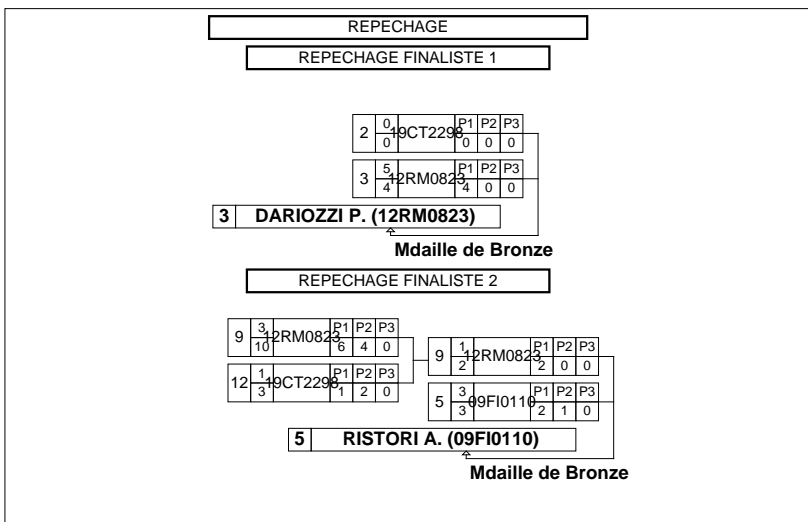 REPECHAGE
REPECHAGE FINALISTE 1
2 0 19CT2298 P1 P2 P3
0 0 0 0
3 5 12RM0823 P1 P2 P3
4 4 0 0
3 DARIOZZI P. (12RM0823)
Mdaille de Bronze
REPECHAGE FINALISTE 2
9 3 12RM0823 P1 P2 P3
10 6 4 0
9 1 12RM0823 P1 P2 P3
2 2 0 0
12 1 19CT2298 P1 P2 P3
3 1 2 0
5 3 09FI0110 P1 P2 P3
3 2 1 0
5 RISTORI A. (09FI0110)
Mdaille de Bronze